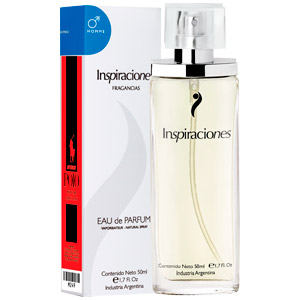 HOMME
Inspiraciones
FRAGANCIAS
POLO
EAU de PARFUM
VAPORISATEUR - NATURAL SPRAY
Contenido Neto 50ml
℮1.7 Fl. Oz
Industria Argentina
Inspiraciones
Contenido Neto 50ml
℮1.7 Fl. Oz
Industria Argentina